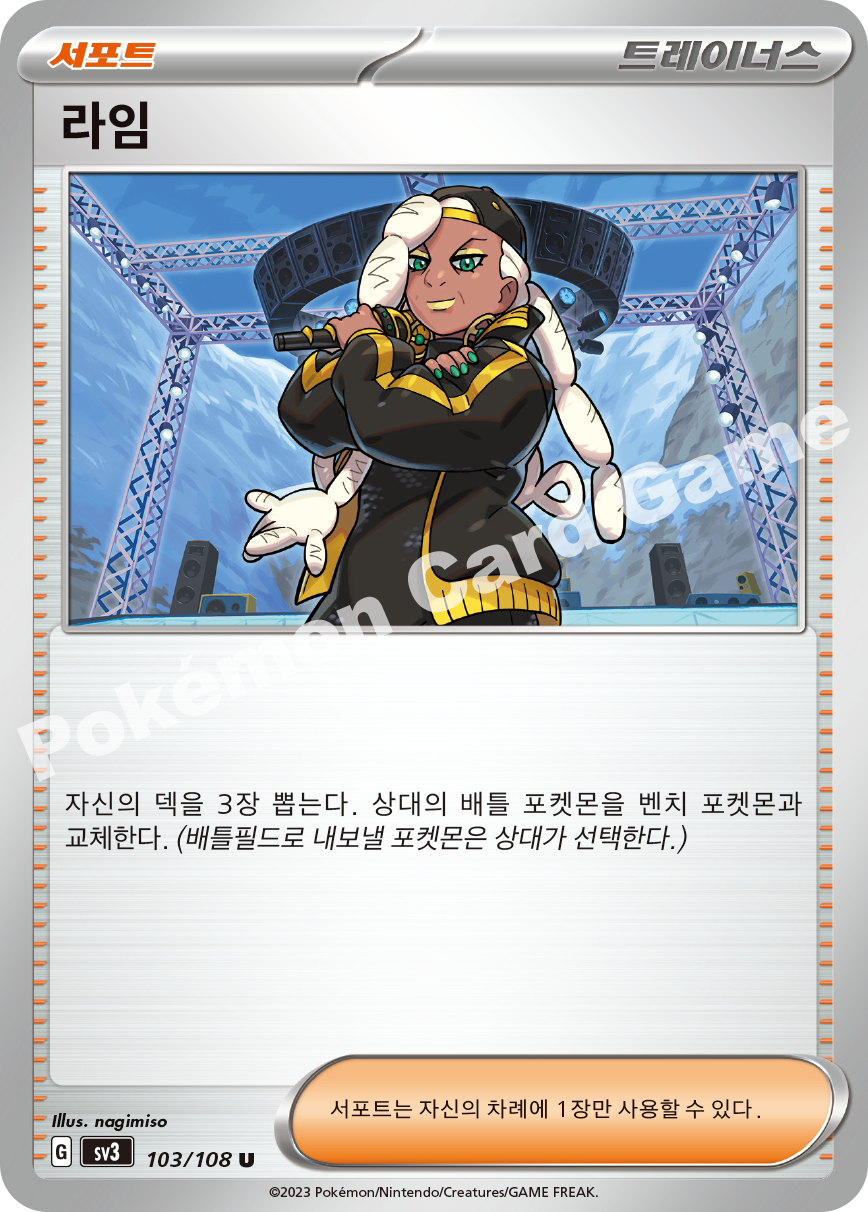 서포트
트레이너스
라임
Pokémon Card Game
자신의 덱을 3장 뽑는다. 상대의 배틀 포켓몬을 벤치 포켓몬과
교체한다. (배틀필드로 내보낼 포켓몬은 상대가 선택한다.)
서포트는 자신의 차례에 1장만 사용할 수 있다.
Illus. nagimiso
G sv3 103/108 U
©2023 Pokémon/Nintendo/Creatures/GAME FREAK.